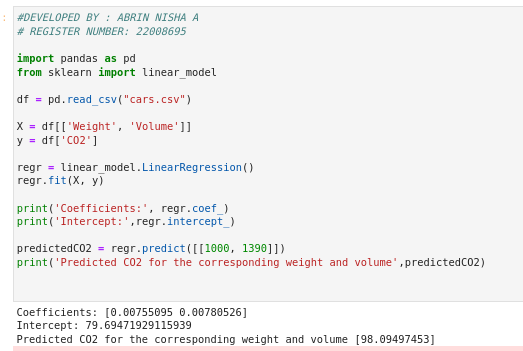 #DEVELOPED BY : ABRIN NISHA A
# REGISTER NUMBER: 22008695
import pandas as pd
from sklearn import linear_model
df = pd.read_csv("cars.csv")
X = df[['Weight', 'Volume']]
y = df['CO2']
regr = linear_model.LinearRegression()
regr.fit(X, y)
print('Coefficients:', regr.coef_)
print('Intercept:',regr.intercept_)
predictedCO2 = regr.predict([[1000, 1390]])
print('Predicted CO2 for the corresponding weight and volume',predictedCO2)
Coefficients: [0.00755095 0.00780526]
Intercept: 79.69471929115939
Predicted CO2 for the corresponding weight and volume [98.09497453]